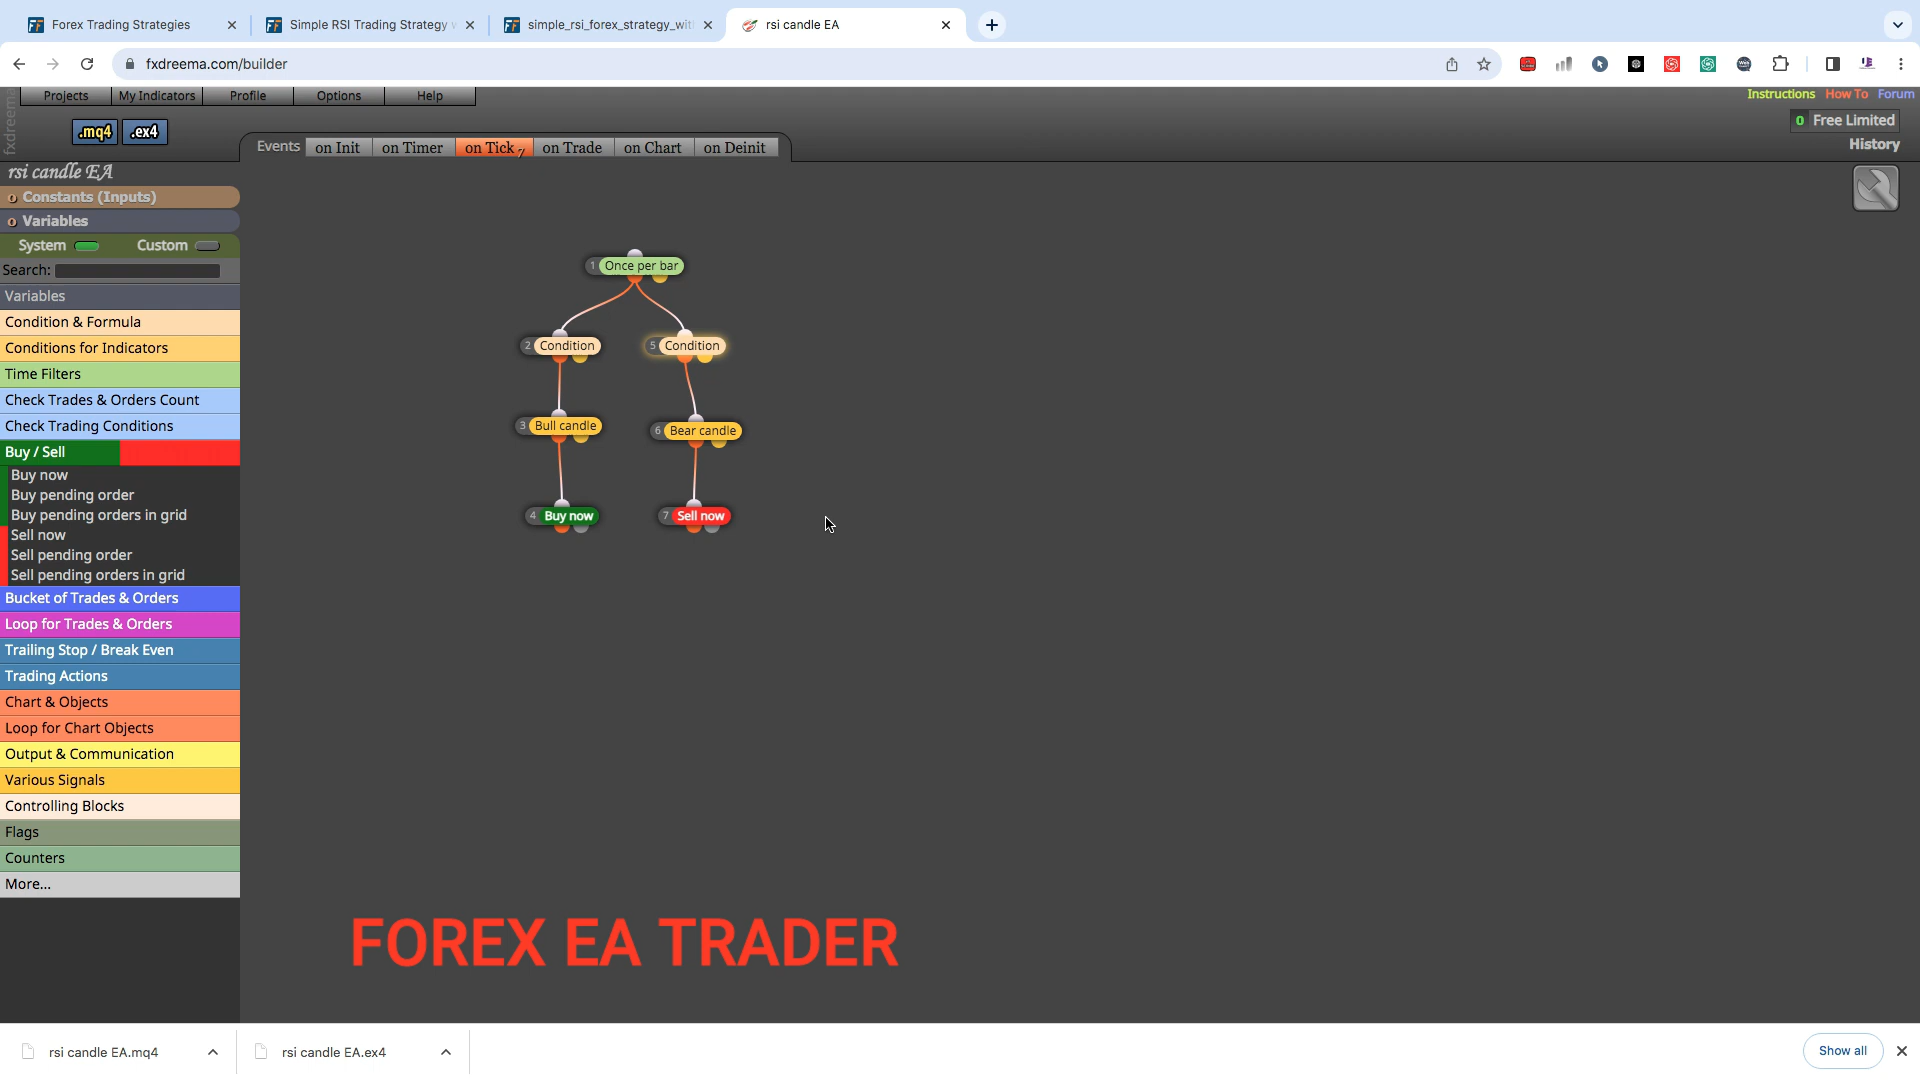 Forex Trading Strategies
Simple RSI Trading Strategy
simple_rsi_forex_strategy_wit
rsi candle EA
fxdreema.com/builder
Projects My Indicators Profile Options Help
Instructions How To Forum
fxdreema
.mq4 .ex4
0 Free Limited
Events on Init on Timer on Tick 7 on Trade on Chart on Deinit
History
rsi candle EA
0 Constants (Inputs)
0 Variables
System Custom
Search:
Variables
Condition & Formula
Conditions for Indicators
Time Filters
Check Trades & Orders Count
Check Trading Conditions
Buy / Sell
Buy now
Buy pending order
Buy pending orders in grid
Sell now
Sell pending order
Sell pending orders in grid
Bucket of Trades & Orders
Loop for Trades & Orders
Trailing Stop / Break Even
Trading Actions
Chart & Objects
Loop for Chart Objects
Output & Communication
Various Signals
Controlling Blocks
Flags
Counters
More...
1 Once per bar
2 Condition
5 Condition
3 Bull candle
6 Bear candle
4 Buy now
7 Sell now
FOREX EA TRADER
rsi candle EA.mq4
rsi candle EA.ex4
Show all